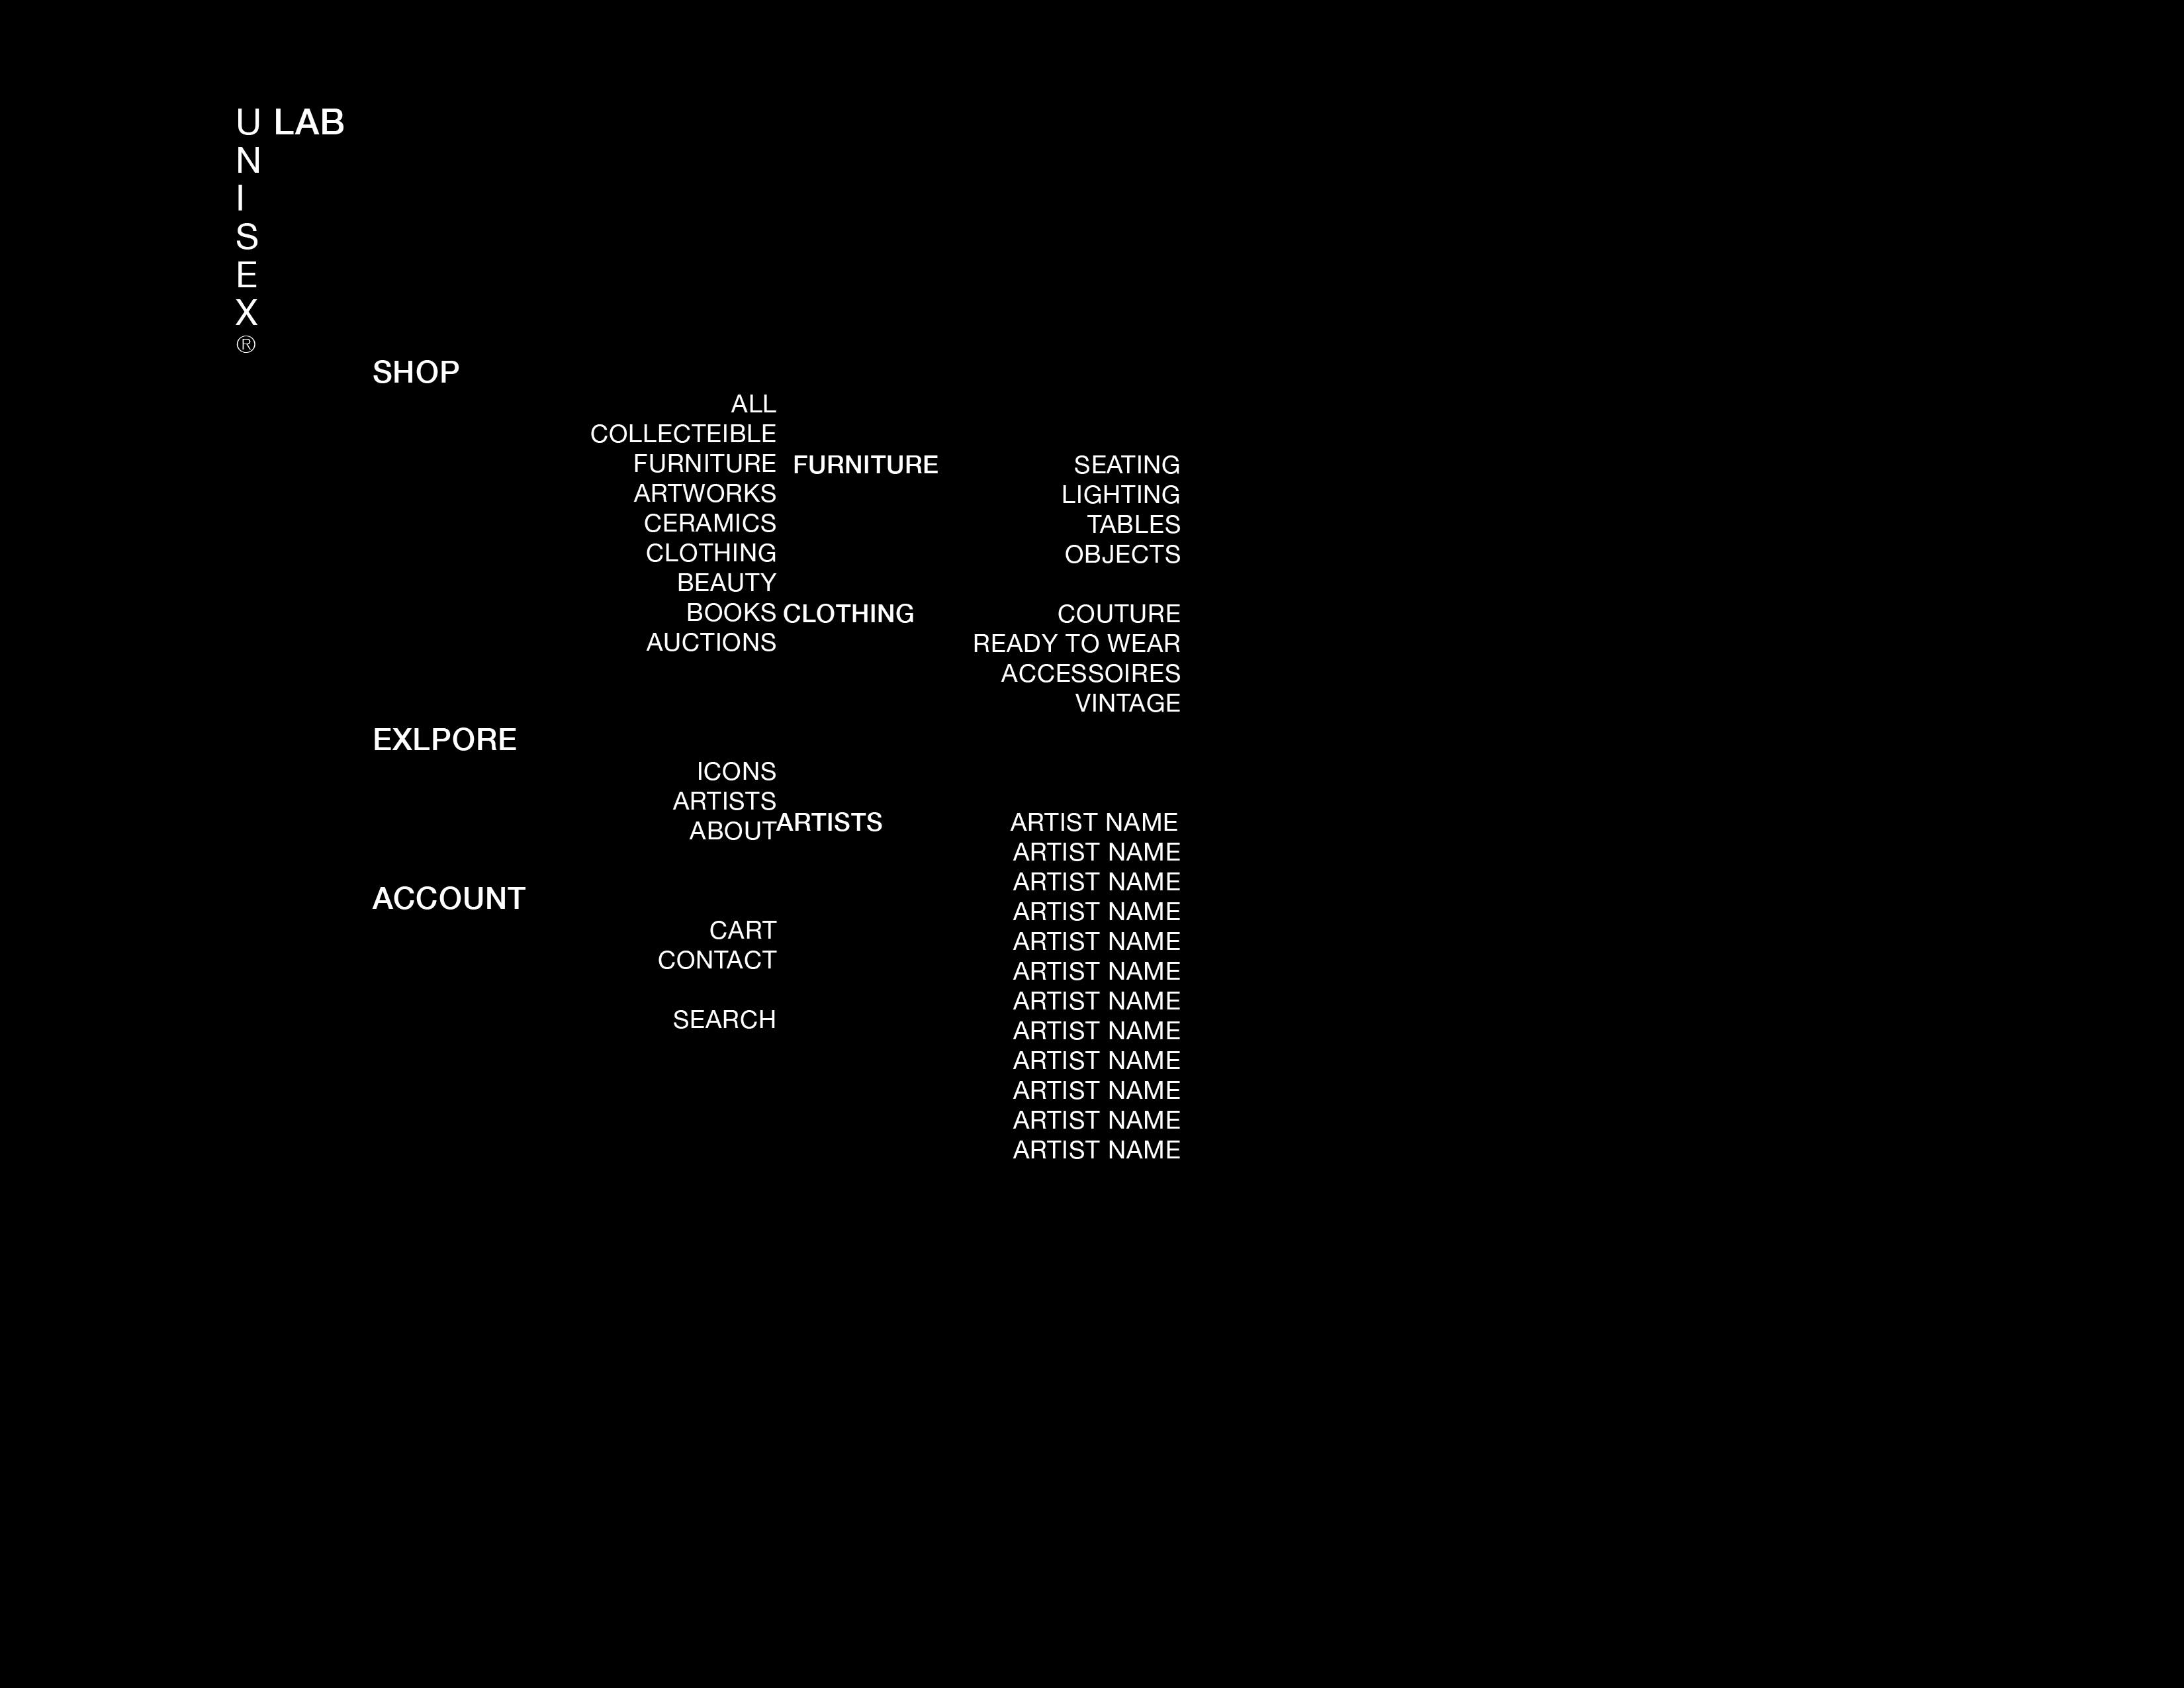 U LAB
N
I
S
E
X
®
SHOP
ALL
COLLECTEIBLE
FURNITURE
ARTWORKS
CERAMICS
CLOTHING
BEAUTY
BOOKS
AUCTIONS
FURNITURE
SEATING
LIGHTING
TABLES
OBJECTS
CLOTHING
COUTURE
READY TO WEAR
ACCESSOIRES
VINTAGE
EXLPORE
ICONS
ARTISTS
ABOUT
ARTISTS
ARTIST NAME
ARTIST NAME
ARTIST NAME
ARTIST NAME
ARTIST NAME
ARTIST NAME
ARTIST NAME
ARTIST NAME
ARTIST NAME
ARTIST NAME
ARTIST NAME
ARTIST NAME
ACCOUNT
CART
CONTACT
SEARCH